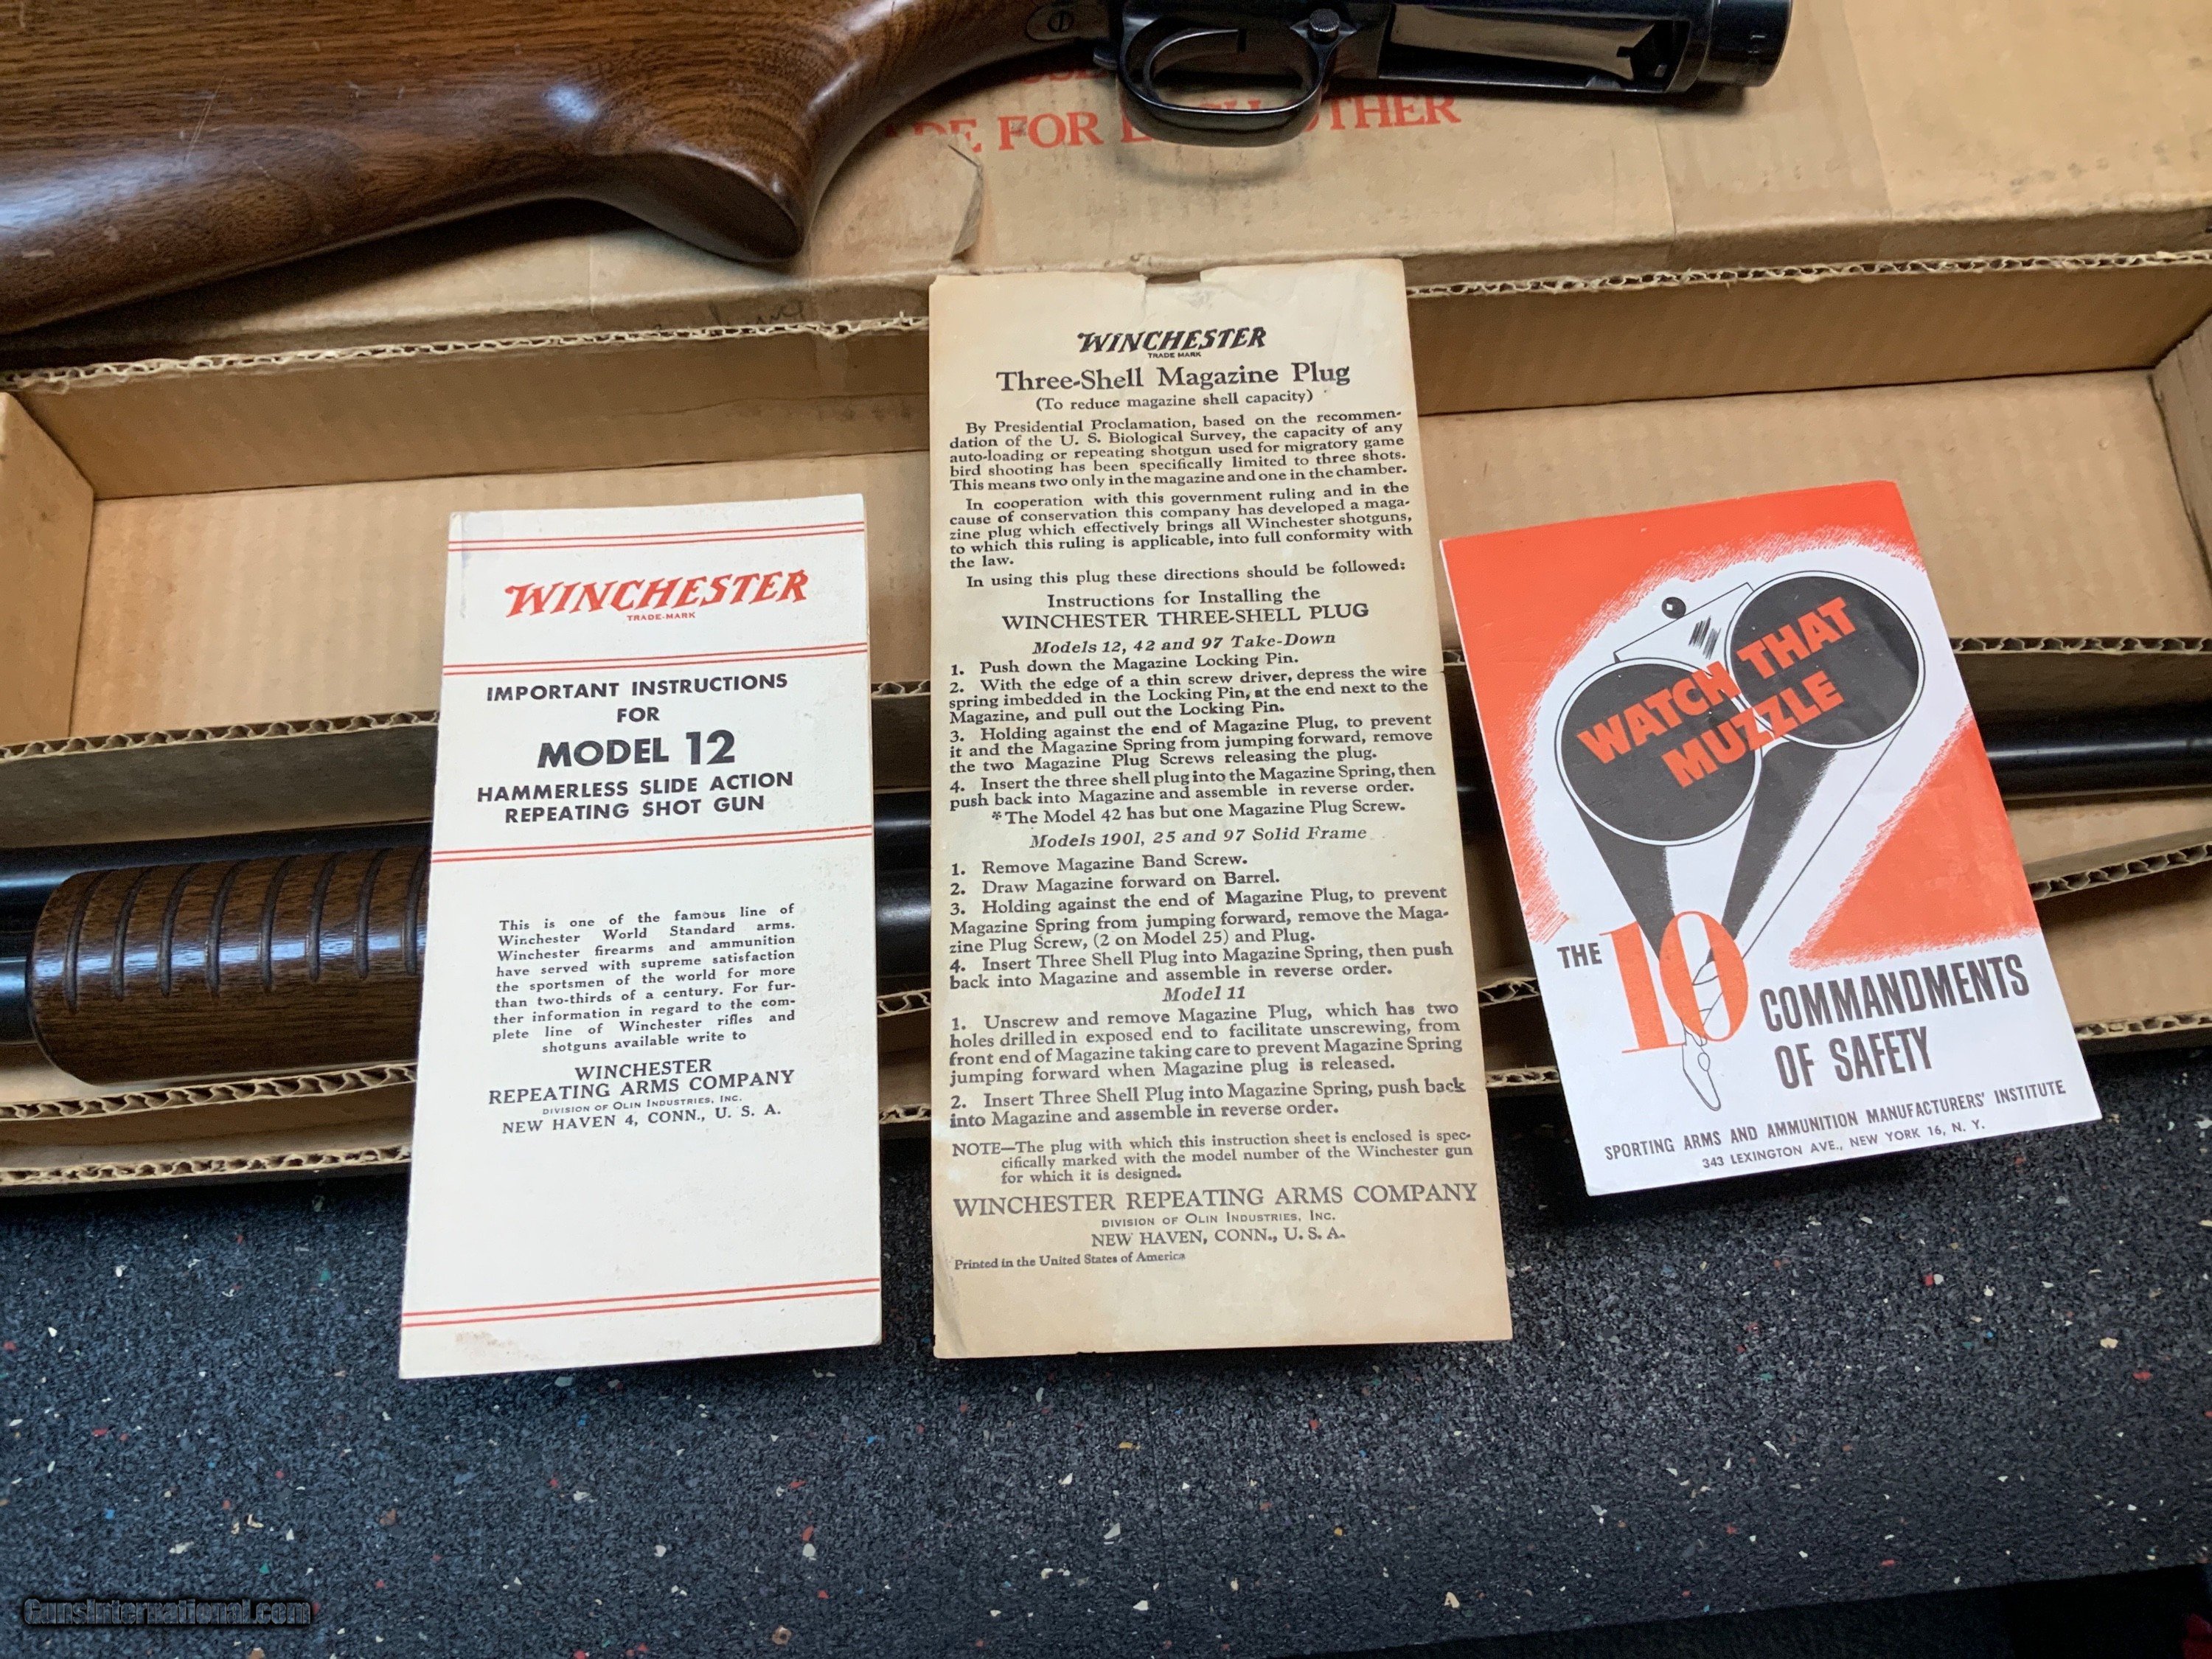 MADE FOR EACH OTHER
WINCHESTER
TRADE-MARK
IMPORTANT INSTRUCTIONS
FOR
MODEL 12
HAMMERLESS SLIDE ACTION
REPEATING SHOT GUN
This is one of the famous line of
Winchester World Standard arms.
Winchester firearms and ammunition
have served with supreme satisfaction
the sportsmen of the world for more
than two-thirds of a century. For fur-
ther information in regard to the com-
plete line of Winchester rifles and
shotguns available write to
WINCHESTER
REPEATING ARMS COMPANY
DIVISION OF OLIN INDUSTRIES, INC.
NEW HAVEN 4, CONN., U. S. A.
WINCHESTER
TRADE MARK
Three-Shell Magazine Plug
(To reduce magazine shell capacity)
By Presidential Proclamation, based on the recommen-
dation of the U. S. Biological Survey, the capacity of any
auto-loading or repeating shotgun used for migratory game
bird shooting has been specifically limited to three shots.
This means two only in the magazine and one in the chamber.
In cooperation with this government ruling and in the
cause of conservation this company has developed a maga-
zine plug which effectively brings all Winchester shotguns,
to which this ruling is applicable, into full conformity with
the law.
In using this plug these directions should be followed:
Instructions for Installing the
WINCHESTER THREE-SHELL PLUG
Models 12, 42 and 97 Take-Down
1. Push down the Magazine Locking Pin.
2. With the edge of a thin screw driver, depress the wire
spring imbedded in the Locking Pin, at the end next to the
Magazine, and pull out the Locking Pin.
3. Holding against the end of Magazine Plug, to prevent
it and the Magazine Spring from jumping forward, remove
the two Magazine Plug Screws releasing the plug.
4. Insert the three shell plug into the Magazine Spring, then
push back into Magazine and assemble in reverse order.
*The Model 42 has but one Magazine Plug Screw.
Models 1901, 25 and 97 Solid Frame
1. Remove Magazine Band Screw.
2. Draw Magazine forward on Barrel.
3. Holding against the end of Magazine Plug, to prevent
Magazine Spring from jumping forward, remove the Maga-
zine Plug Screw, (2 on Model 25) and Plug.
4. Insert Three Shell Plug into Magazine Spring, then push
back into Magazine and assemble in reverse order.
Model 11
1. Unscrew and remove Magazine Plug, which has two
holes drilled in exposed end to facilitate unscrewing, from
front end of Magazine taking care to prevent Magazine Spring
jumping forward when Magazine plug is released.
2. Insert Three Shell Plug into Magazine Spring, push back
into Magazine and assemble in reverse order.
NOTE—The plug with which this instruction sheet is enclosed is spec-
cifically marked with the model number of the Winchester gun
for which it is designed.
WINCHESTER REPEATING ARMS COMPANY
DIVISION OF OLIN INDUSTRIES, INC.
NEW HAVEN, CONN., U. S. A.
Printed in the United States of America
WATCH THAT
MUZZLE
THE 10
COMMANDMENTS
OF SAFETY
SPORTING ARMS AND AMMUNITION MANUFACTURERS' INSTITUTE
343 LEXINGTON AVE., NEW YORK 16, N. Y.
GunsInternational.com